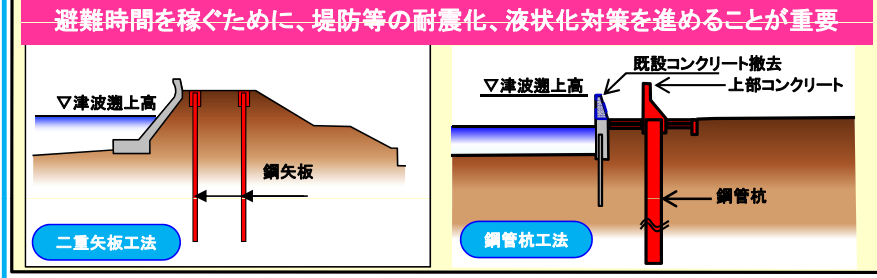 避難時間を稼ぐために、堤防等の耐震化、液状化対策を進めることが重要
▽津波遡上高
鋼矢板
二重矢板工法
既設コンクリート撤去
▽津波遡上高
上部コンクリート
鋼管杭
鋼管杭工法